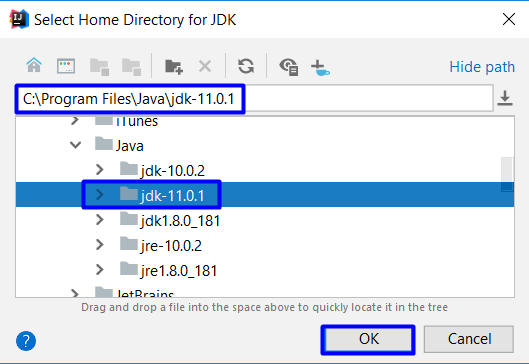 Select Home Directory for JDK
Hide path
C:\Program Files\Java\jdk-11.0.1
iTunes
Java
jdk-10.0.2
jdk-11.0.1
jdk1.8.0_181
jre-10.0.2
jre1.8.0_181
JetBrains
Drag and drop a file into the space above to quickly locate it in the tree
? OK Cancel